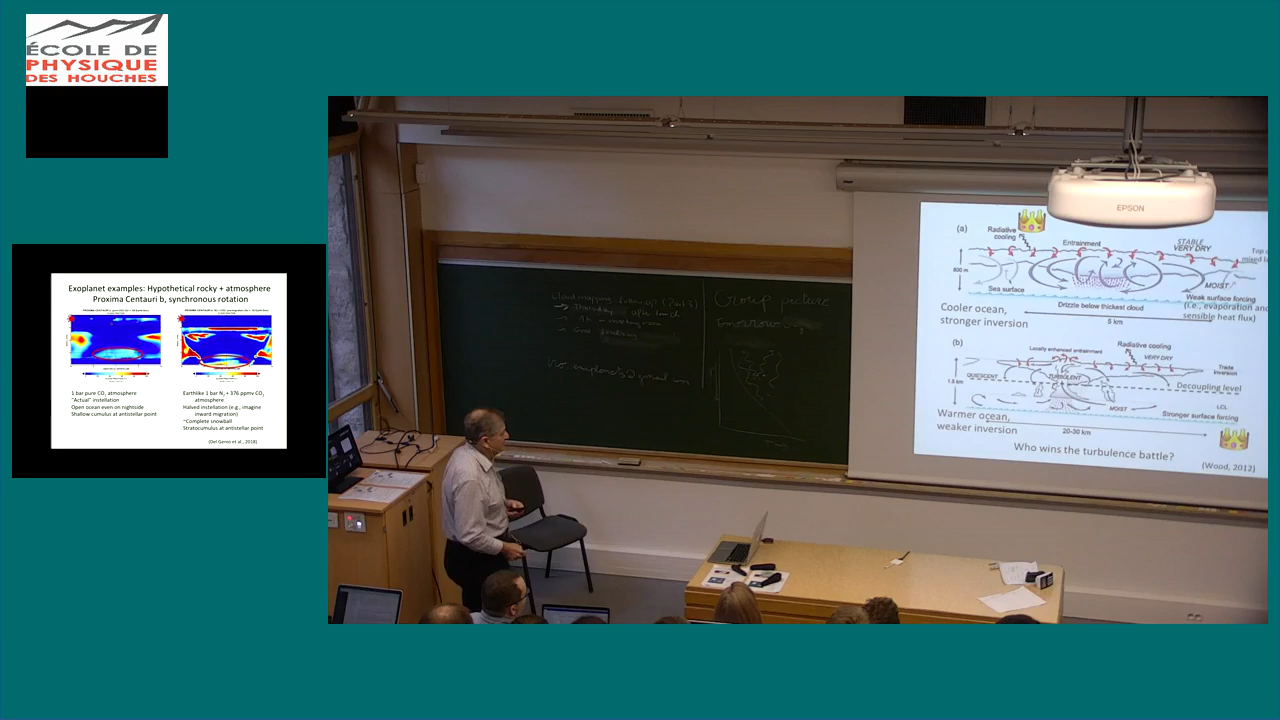 ÉCOLE DE
PHYSIQUE
DES HOUCHES
Exoplanet examples: Hypothetical rocky + atmosphere
Proxima Centauri b, synchronous rotation
1 bar pure CO2 atmosphere
"Actual" instellation
Open ocean even on nightside
Shallow cumulus at antistellar point
Earthlike 1 bar N2 + 376 ppmv CO2
atmosphere
Halved instellation (e.g., imagine
inward migration)
~Complete snowball
Stratocumulus at antistellar point
(Del Genio et al., 2018)
Group picture
tomorrow
EPSON
(a)
Radiative
cooling
Entrainment
STABLE
VERY DRY
800 m
MOIST
Sea surface
Drizzle below thickest cloud
Weak surface forcing
(i.e., evaporation and
sensible heat flux)
5 km
Cooler ocean,
stronger inversion
(b)
Locally enhanced entrainment
Radiative cooling
VERY DRY
Trade
inversion
QUIESCENT
TURBULENT
Decoupling level
1.5 km
MOIST
LCL
Stronger surface forcing
Warmer ocean,
weaker inversion
20-30 km
Who wins the turbulence battle?
(Wood, 2012)